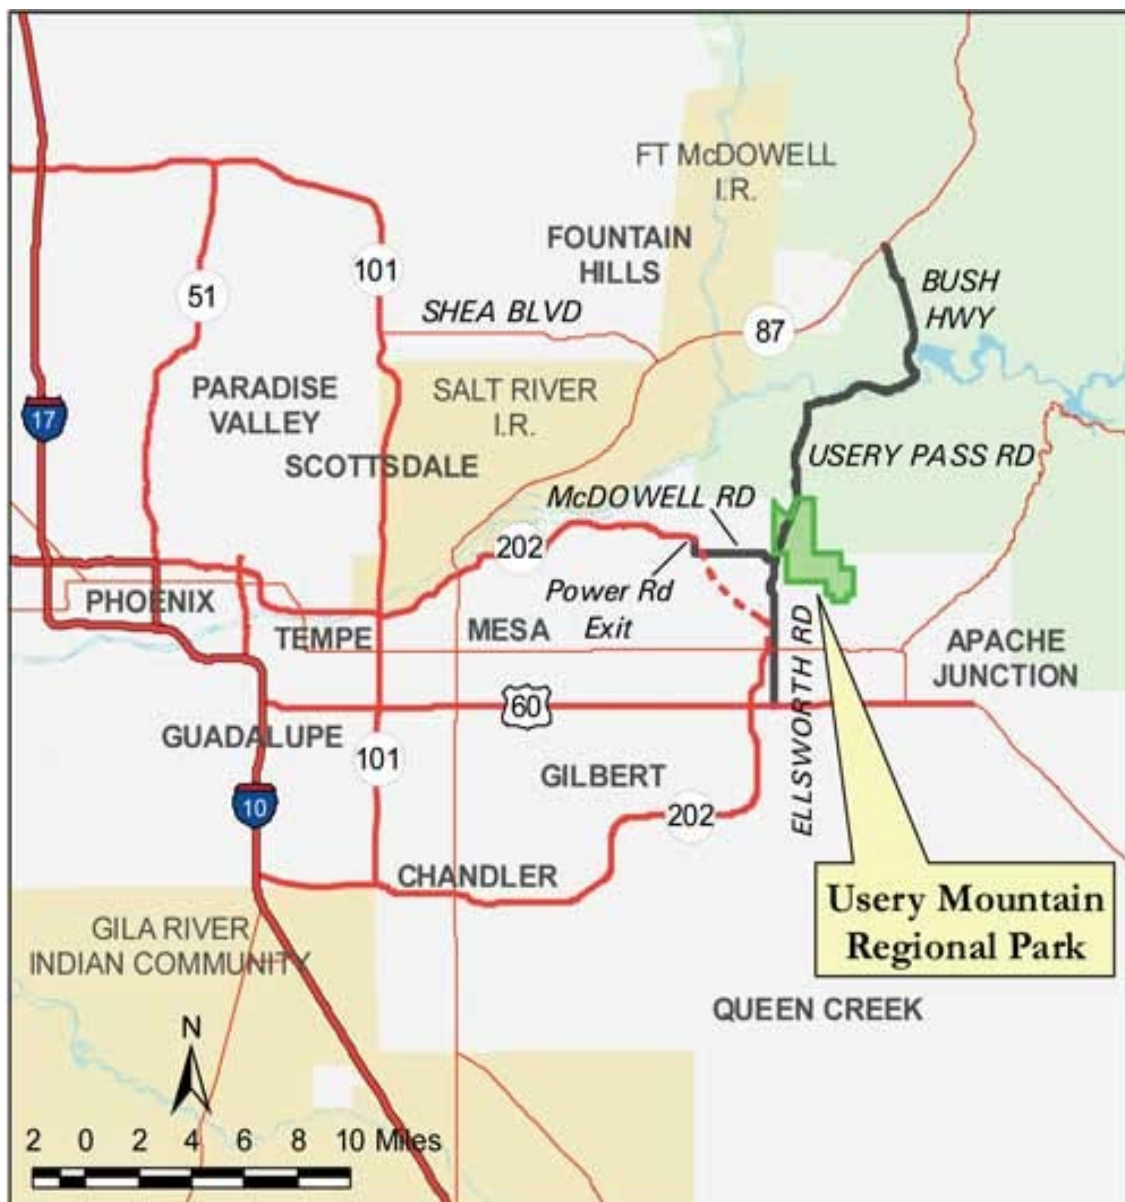 FT McDOWELL
I.R.
FOUNTAIN
HILLS
BUSH
HWY
101
51
SHEA BLVD
87
PARADISE
VALLEY
SALT RIVER
I.R.
17
SCOTTSDALE
USERY PASS RD
McDOWELL RD
202
PHOENIX
Power Rd
Exit
TEMPE
MESA
APACHE
JUNCTION
ELLSWORTH RD
60
GUADALUPE
101
GILBERT
10
202
CHANDLER
Usery Mountain
Regional Park
GILA RIVER
INDIAN COMMUNITY
QUEEN CREEK
N
2 0 2 4 6 8 10 Miles